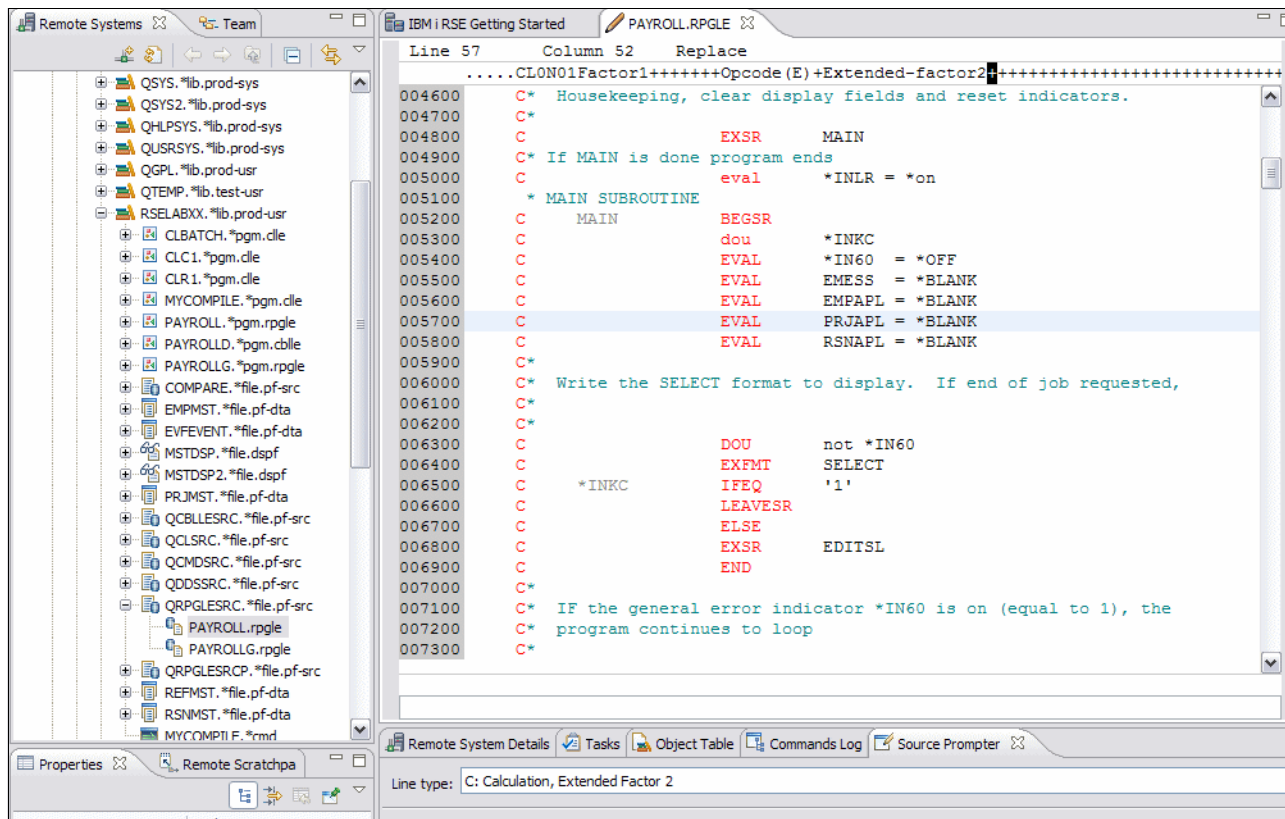 Remote Systems Team
QSYS.*lib.prod-sys
QSYS2.*lib.prod-sys
QHLPSYS.*lib.prod-sys
QUSRSYS.*lib.prod-sys
QGPL.*lib.prod-usr
QTEMP.*lib.test-usr
RSELABXX.*lib.prod-usr
CLBATCH.*pgm.clle
CLC1.*pgm.clle
CLR1.*pgm.clle
MYCOMPILE.*pgm.clle
PAYROLL.*pgm.rpgle
PAYROLLD.*pgm.cblle
PAYROLLG.*pgm.rpgle
COMPARE.*file.pf-src
EMPMST.*file.pf-dta
EVFEVENT.*file.pf-dta
MSTDSP.*file.dspf
MSTDSP2.*file.dspf
PRJMST.*file.pf-dta
QCBLLESRC.*file.pf-src
QCLSRC.*file.pf-src
QCMDSRC.*file.pf-src
QDDSSRC.*file.pf-src
QRPGLESRC.*file.pf-src
PAYROLL.rpgle
PAYROLLG.rpgle
QRPGLESRCP.*file.pf-src
REFMST.*file.pf-dta
RSNMST.*file.pf-dta
MYCOMPILE.*cmd
Properties Remote Scratchpa
IBM i RSE Getting Started PAYROLL.RPGLE
Line 57 Column 52 Replace
.....CL0N01Factor1+++++++Opcode(E)+Extended-factor2+++++++++++++++++++++++++++++
004600 C* Housekeeping, clear display fields and reset indicators.
004700 C*
004800 C EXSR MAIN
004900 C* If MAIN is done program ends
005000 C eval *INLR = *on
005100 * MAIN SUBROUTINE
005200 C MAIN BEGSR
005300 C dou *INKC
005400 C EVAL *IN60 = *OFF
005500 C EVAL EMESS = *BLANK
005600 C EVAL EMPAPL = *BLANK
005700 C EVAL PRJAPL = *BLANK
005800 C EVAL RSNAPL = *BLANK
005900 C*
006000 C* Write the SELECT format to display. If end of job requested,
006100 C*
006200 C*
006300 C DOU not *IN60
006400 C EXFMT SELECT
006500 C *INKC IFEQ '1'
006600 C LEAVESR
006700 C ELSE
006800 C EXSR EDITSL
006900 C END
007000 C*
007100 C* IF the general error indicator *IN60 is on (equal to 1), the
007200 C* program continues to loop
007300 C*
Remote System Details Tasks Object Table Commands Log Source Prompter
Line type: C: Calculation, Extended Factor 2